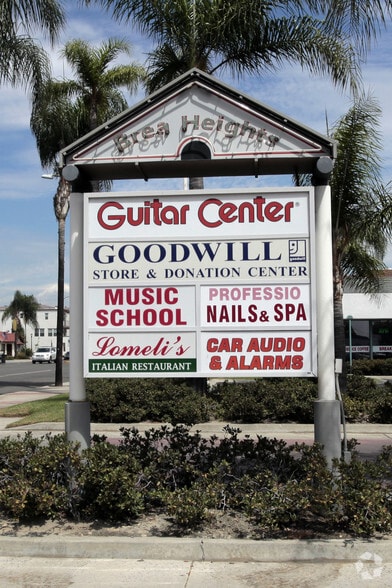 Brea Heights
Guitar Center®
GOODWILL
goodwill
STORE & DONATION CENTER
MUSIC
SCHOOL
PROFESSIO
NAILS & SPA
Lomeli's
ITALIAN RESTAURANT
CAR AUDIO
& ALARMS